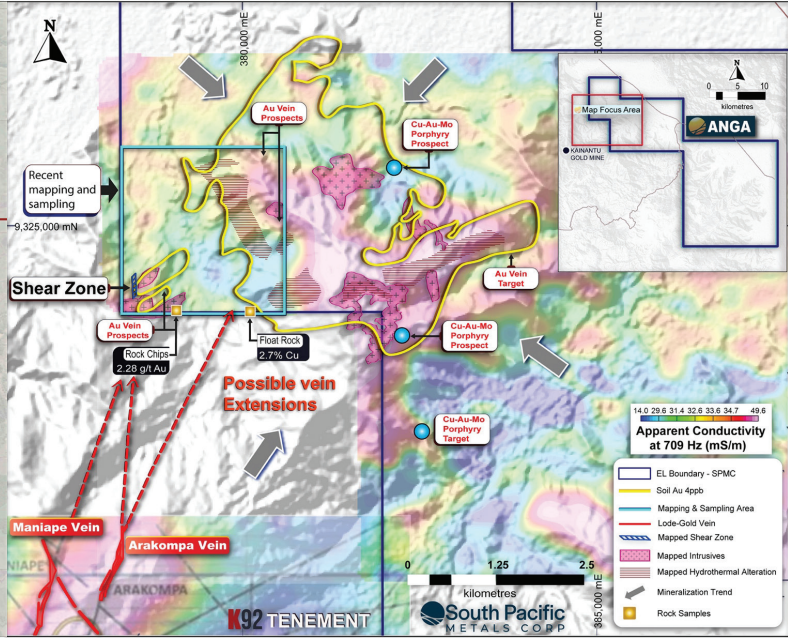 N
380,000 mE
0
5
10
kilometres
Map Focus Area
ANGA
KAINANTU
GOLD MINE
Au Vein
Prospects
Cu-Au-Mo
Porphyry
Prospect
Recent
mapping and
sampling
9,325,000 mN
Shear Zone
Au Vein
Target
Au Vein
Prospects
Rock Chips
2.28 g/t Au
Float Rock
2.7% Cu
Cu-Au-Mo
Porphyry
Prospect
Possible vein
Extensions
Cu-Au-Mo
Porphyry
Target
14.0 29.6 31.4 32.6 33.6 34.7 49.6
Apparent Conductivity
at 709 Hz (mS/m)
EL Boundary - SPMC
Soil Au 4ppb
Mapping & Sampling Area
Lode-Gold Vein
Mapped Shear Zone
Mapped Intrusives
Mapped Hydrothermal Alteration
Mineralization Trend
Rock Samples
Maniape Vein
Arakompa Vein
ARAKOMPA
0 1.25 2.5
kilometres
385,000 mE
K92 TENEMENT
South Pacific
METALS CORP